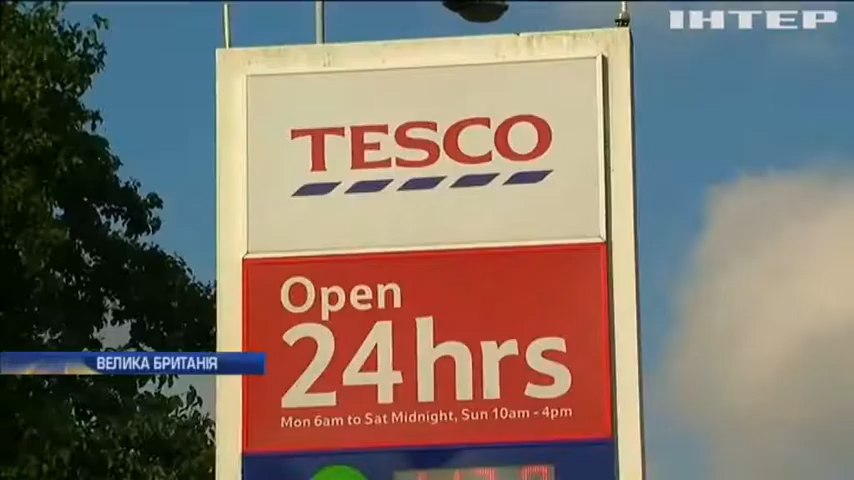 ІНТЕР
TESCO
Open
24hrs
Mon 6am to Sat Midnight, Sun 10am - 4pm
ВЕЛИКА БРИТАНІЯ